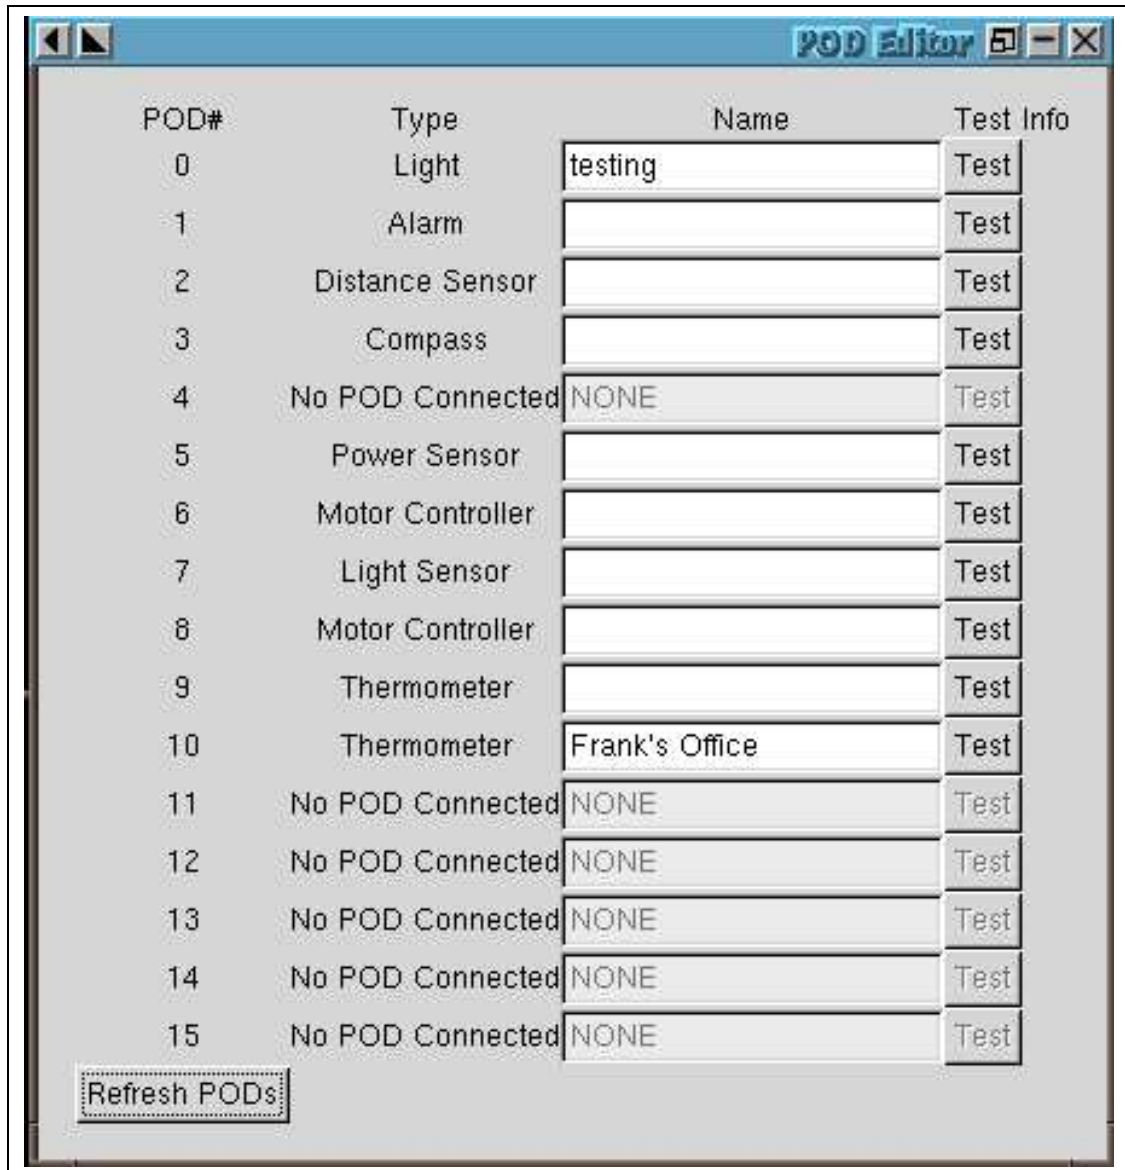 POD Editor
POD# Type Name Test Info
0 Light testing Test
1 Alarm Test
2 Distance Sensor Test
3 Compass Test
4 No POD Connected NONE Test
5 Power Sensor Test
6 Motor Controller Test
7 Light Sensor Test
8 Motor Controller Test
9 Thermometer Test
10 Thermometer Frank's Office Test
11 No POD Connected NONE Test
12 No POD Connected NONE Test
13 No POD Connected NONE Test
14 No POD Connected NONE Test
15 No POD Connected NONE Test
Refresh PODs